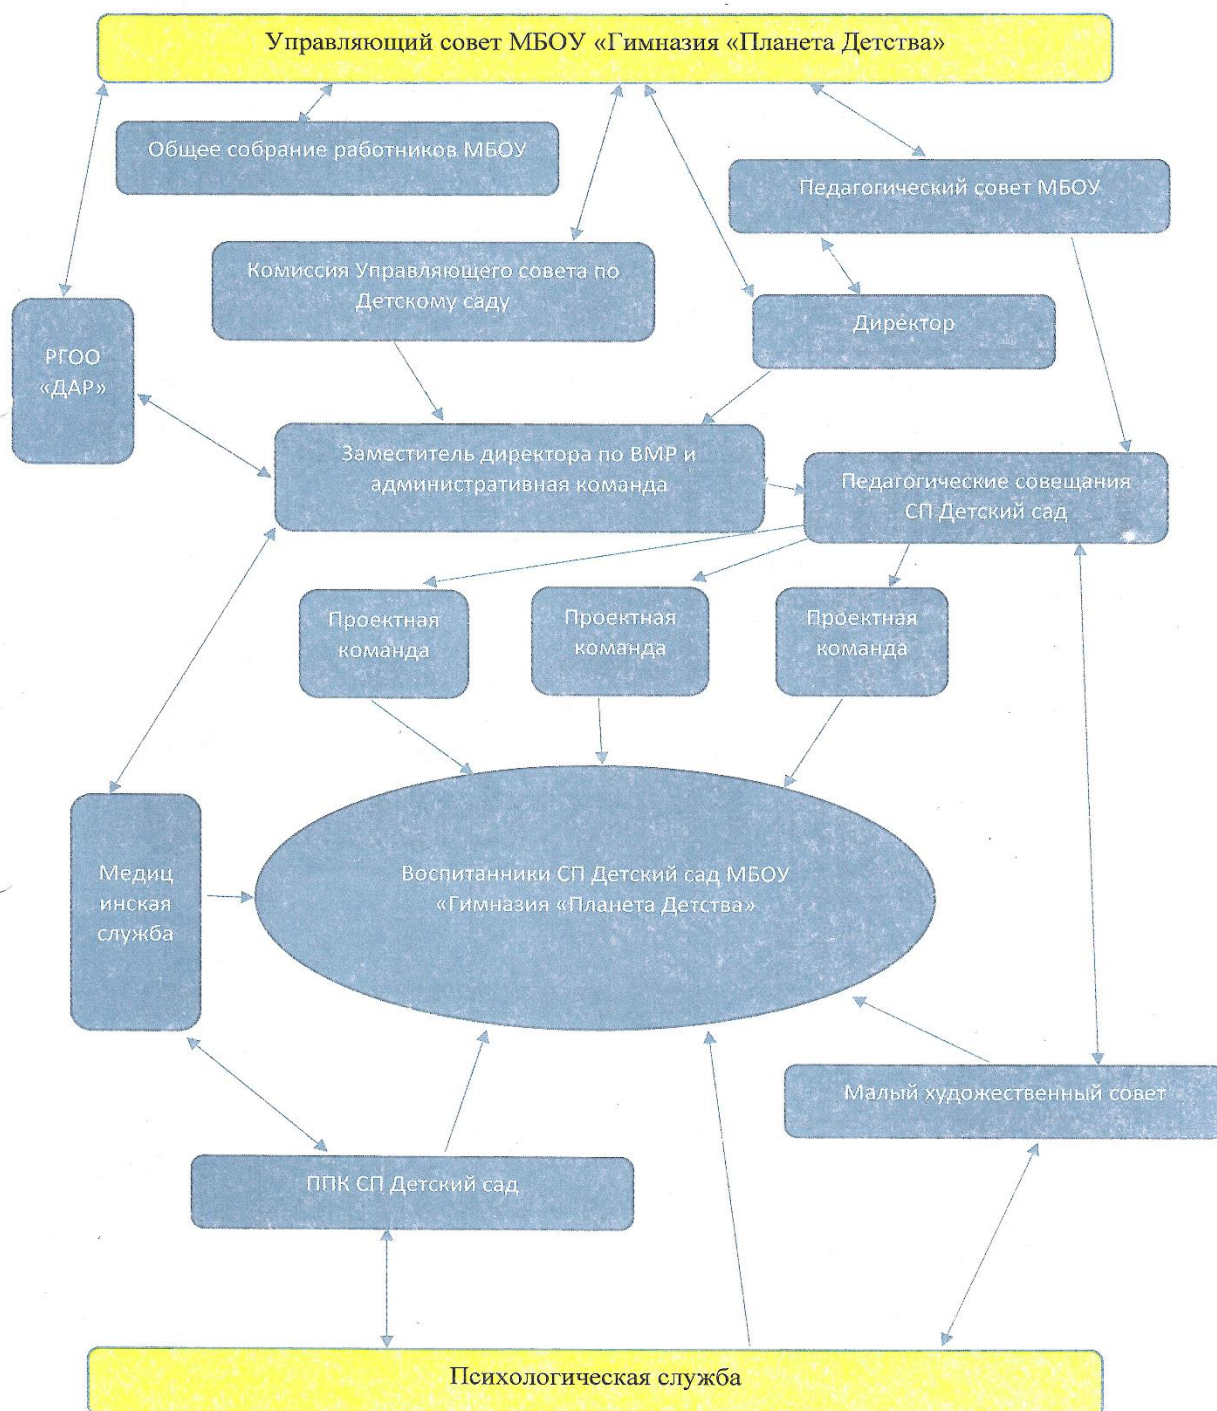 Управляющий совет МБОУ «Гимназия «Планета Детства»
Общее собрание работников МБОУ
Педагогический совет МБОУ
Комиссия Управляющего совета по
Детскому саду
Директор
РГОО
«ДАР»
Заместитель директора по ВМР и
административная команда
Педагогические совещания
СП Детский сад
Проектная
команда
Проектная
команда
Проектная
команда
Медиц
инская
служба
Воспитанники СП Детский сад МБОУ
«Гимназия «Планета Детства»
Малый художественный совет
ППК СП Детский сад
Психологическая служба